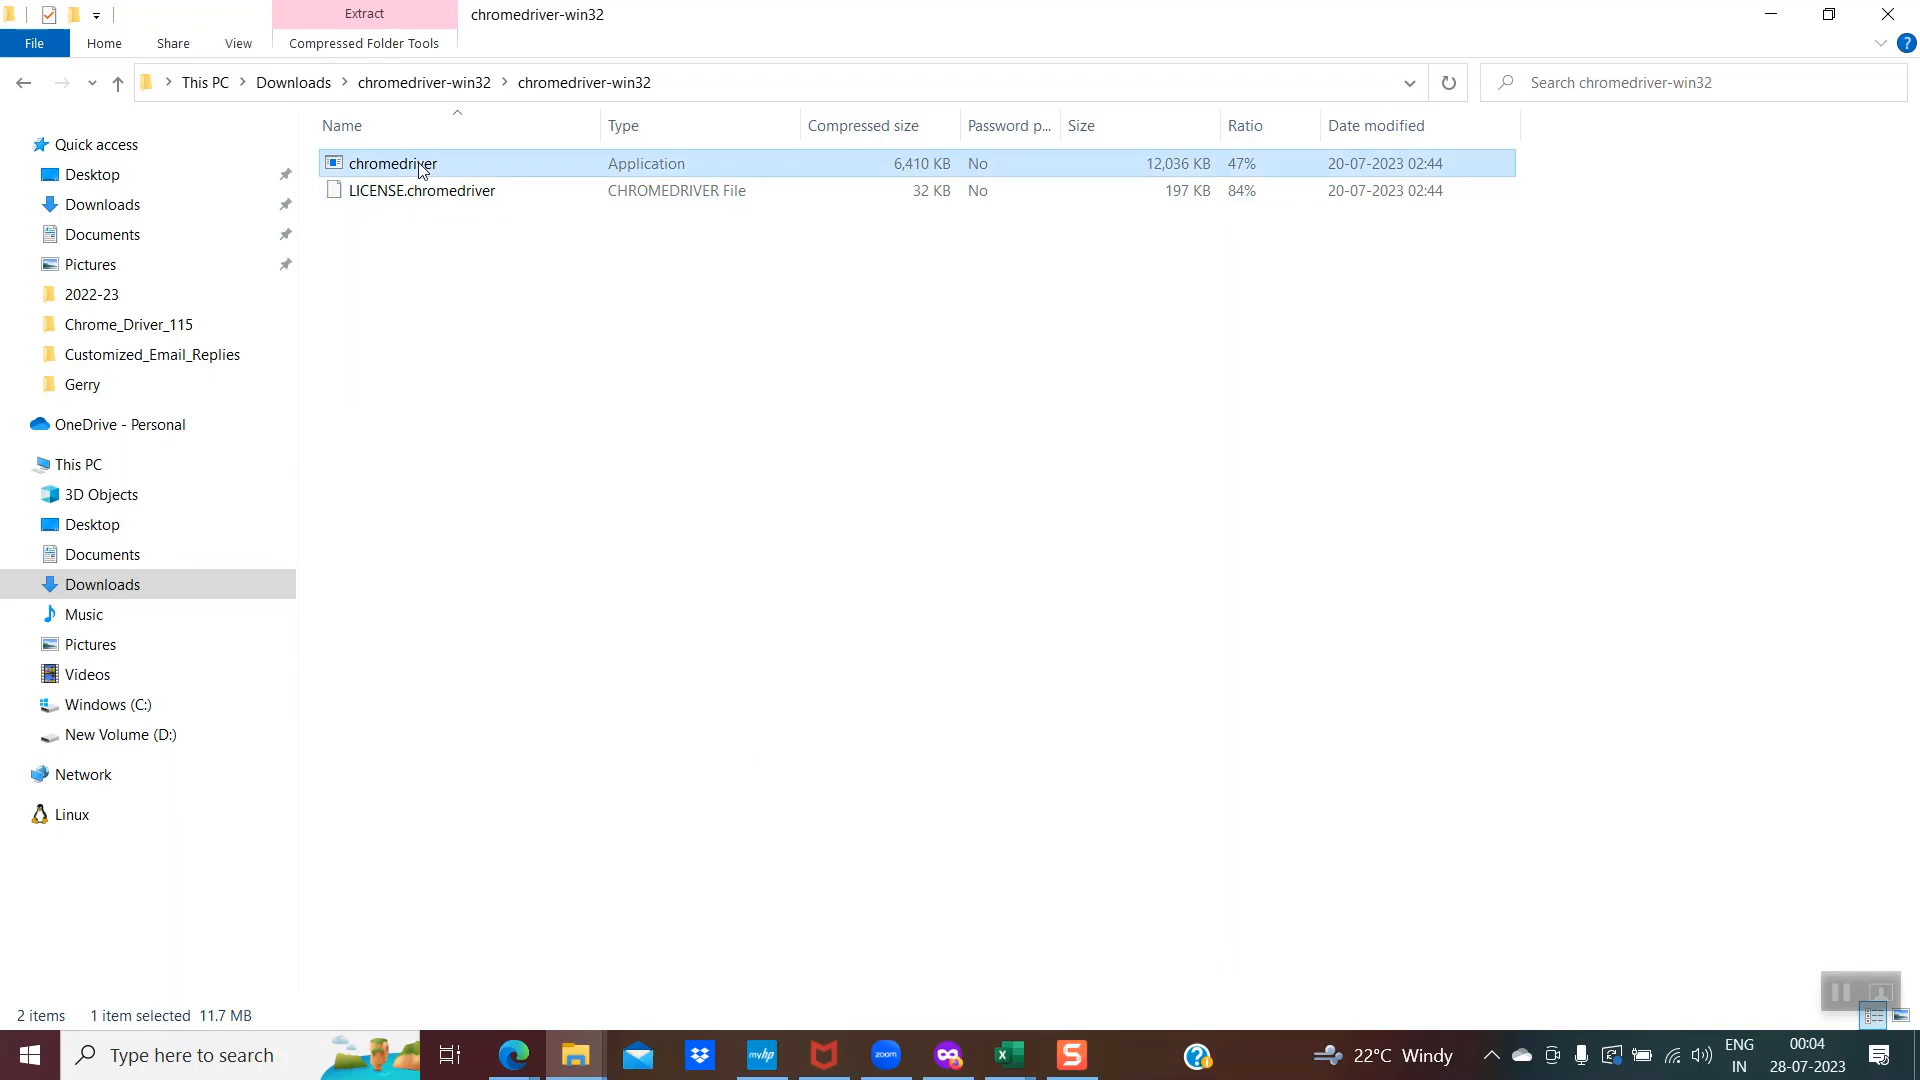 Extract
chromedriver-win32
File
Home
Share
View
Compressed Folder Tools
This PC
Downloads
chromedriver-win32
chromedriver-win32
Search chromedriver-win32
Name
Type
Compressed size
Password p...
Size
Ratio
Date modified
chromedriver
Application
6,410 KB
No
12,036 KB
47%
20-07-2023 02:44
LICENSE.chromedriver
CHROMEDRIVER File
32 KB
No
197 KB
84%
20-07-2023 02:44
Quick access
Desktop
Downloads
Documents
Pictures
2022-23
Chrome_Driver_115
Customized_Email_Replies
Gerry
OneDrive - Personal
This PC
3D Objects
Desktop
Documents
Downloads
Music
Pictures
Videos
Windows (C:)
New Volume (D:)
Network
Linux
2 items
1 item selected 11.7 MB
Type here to search
myhp
zoom
22°C Windy
ENG
IN
00:04
28-07-2023